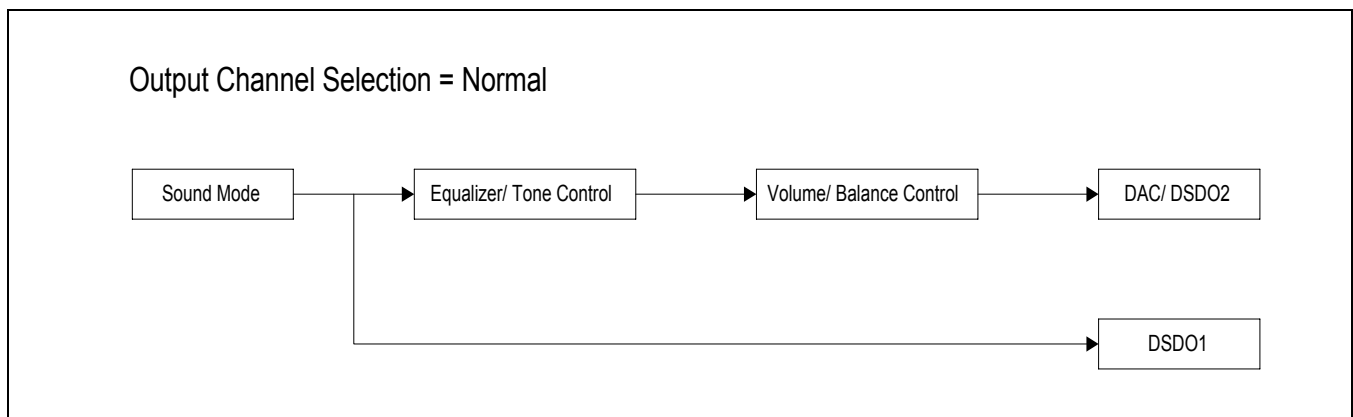 Output Channel Selection = Normal
Sound Mode
Equalizer/ Tone Control
Volume/ Balance Control
DAC/ DSDO2
DSDO1